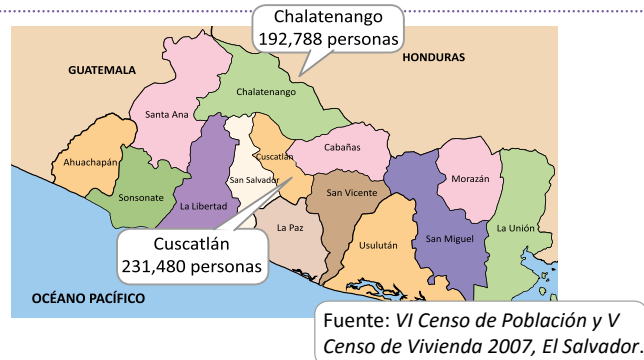 Chalatenango
192,788 personas
GUATEMALA
HONDURAS
Chalatenango
Santa Ana
Cabañas
Cuscatlán
Ahuachapán
San Salvador
Morazán
San Vicente
Sonsonate
La Libertad
La Paz
La Unión
Usulután
San Miguel
Cuscatlán
231,480 personas
OCÉANO PACÍFICO
Fuente: VI Censo de Población y V
Censo de Vivienda 2007, El Salvador.